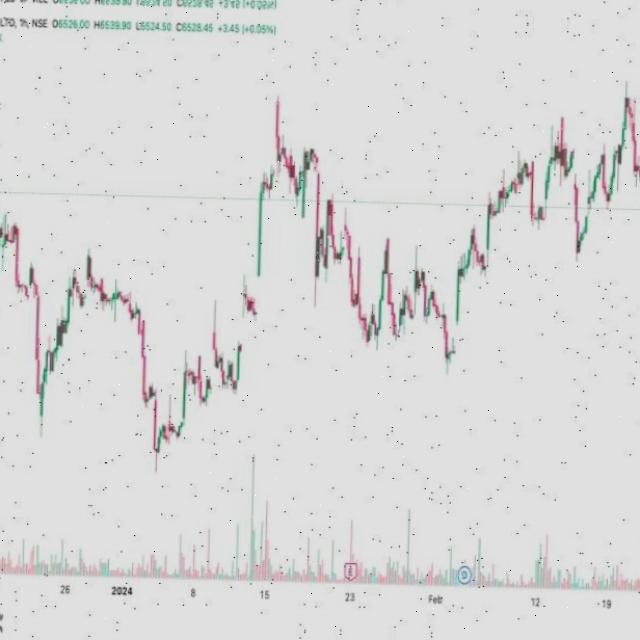 LTD, 1h, NSE O6526.00 H6539.90 L6524.50 C6528.45 +3.45 (+0.05%)
26 2024 8 15 23 Feb 12 19
E D